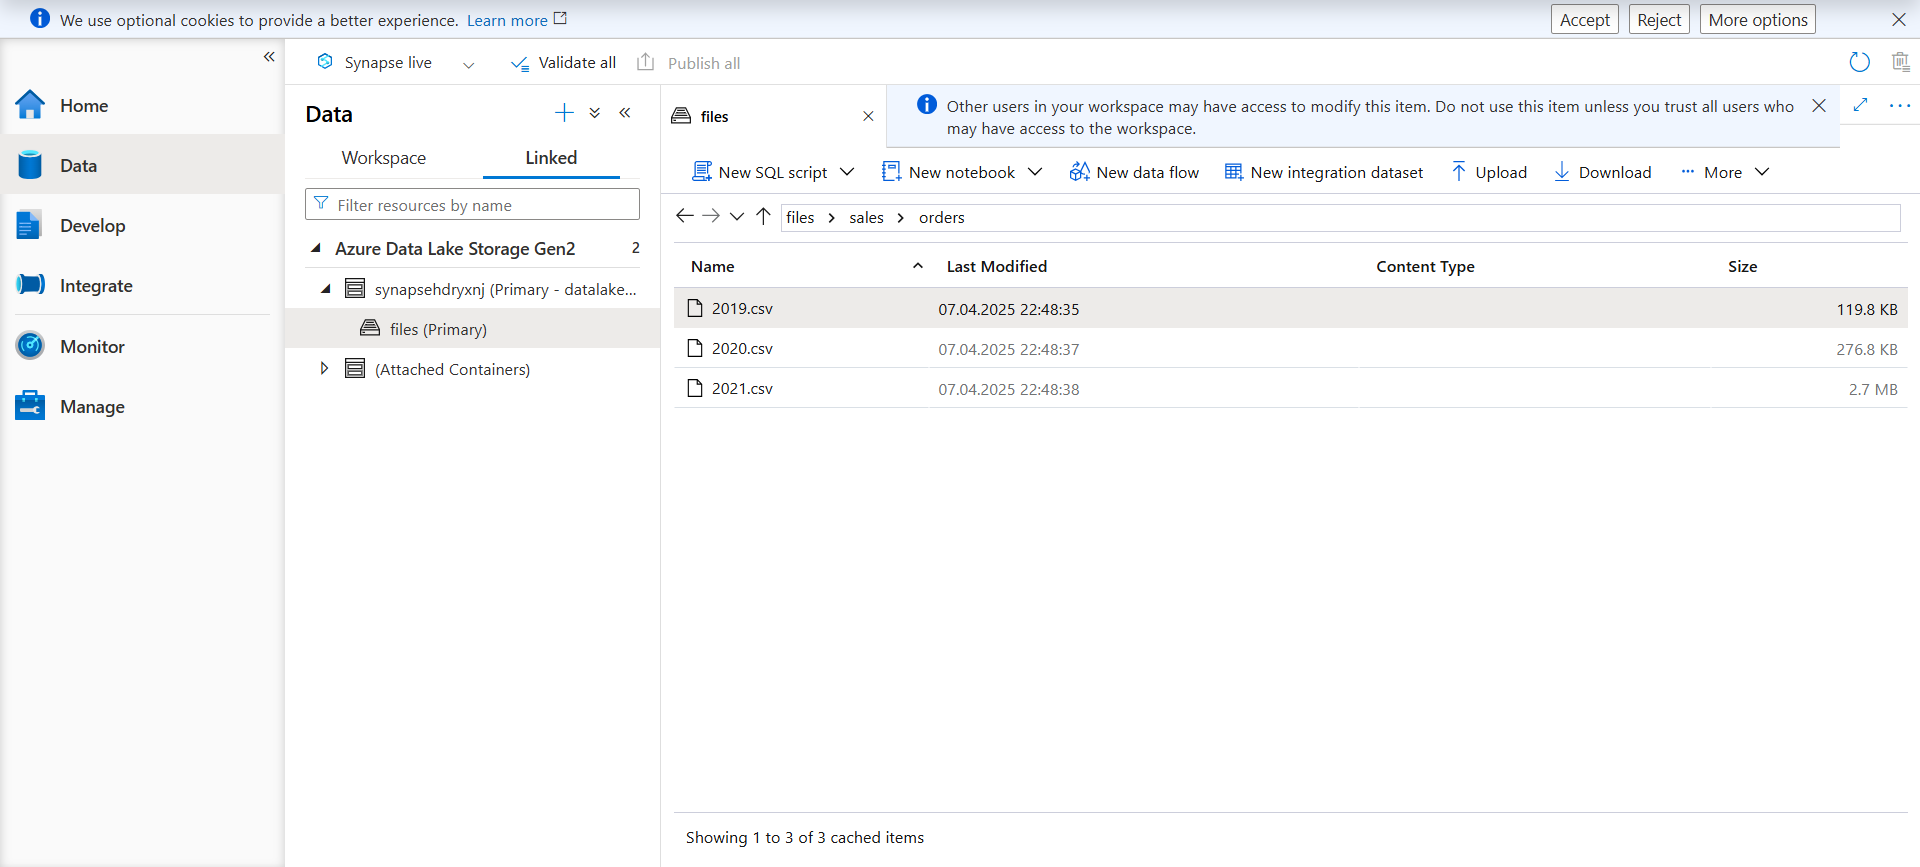 We use optional cookies to provide a better experience. Learn more
Accept
Reject
More options
Home
Data
Develop
Integrate
Monitor
Manage
Synapse live
Validate all
Publish all
Data
Workspace
Linked
Filter resources by name
Azure Data Lake Storage Gen2 2
synapsehdryxnj (Primary - datalake...
files (Primary)
(Attached Containers)
files
Other users in your workspace may have access to modify this item. Do not use this item unless you trust all users who
may have access to the workspace.
New SQL script
New notebook
New data flow
New integration dataset
Upload
Download
More
files > sales > orders
Name Last Modified Content Type Size
2019.csv 07.04.2025 22:48:35 119.8 KB
2020.csv 07.04.2025 22:48:37 276.8 KB
2021.csv 07.04.2025 22:48:38 2.7 MB
Showing 1 to 3 of 3 cached items